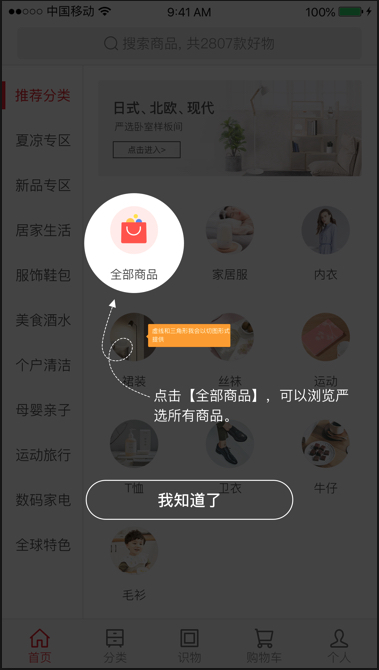 中国移动
9:41 AM
100%
搜索商品, 共2807款好物
推荐分类
夏凉专区
新品专区
居家生活
服饰鞋包
美食酒水
个户清洁
母婴亲子
运动旅行
数码家电
全球特色
日式、北欧、现代
严选卧室样板间
点击进入>
全部商品
家居服
内衣
虚线和三角形我会以切图形式
提供
裙装
丝袜
运动
点击【全部商品】，可以浏览严
选所有商品。
T恤
卫衣
牛仔
我知道了
毛衫
首页
分类
识物
购物车
个人